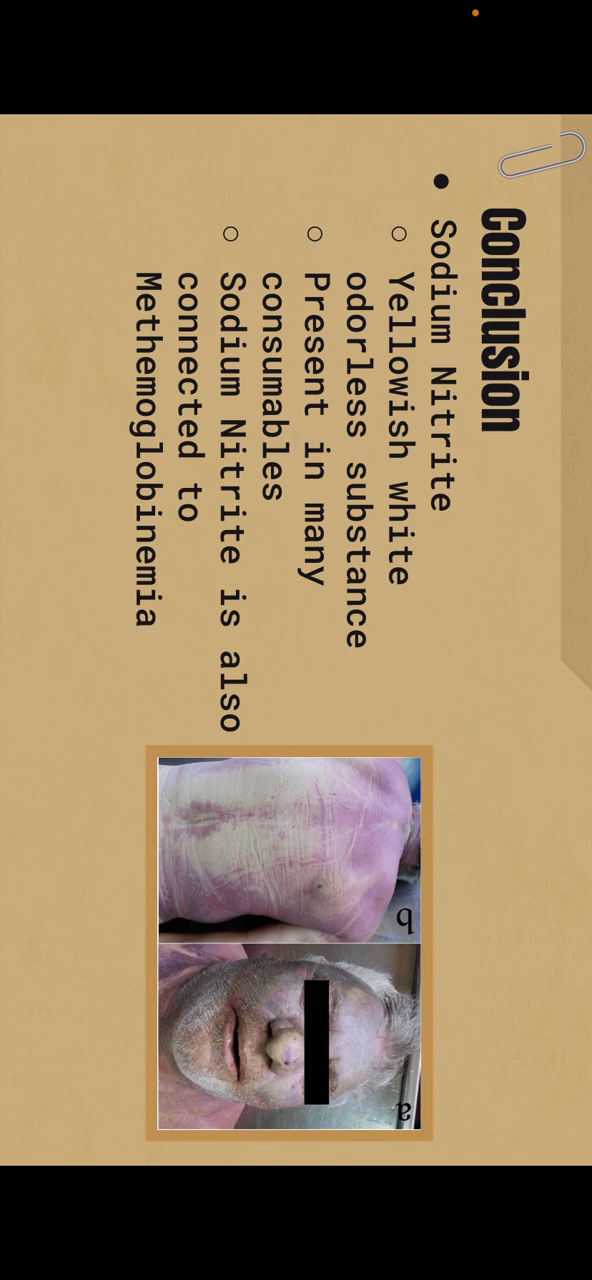 Conclusion
● Sodium Nitrite
○ Yellowish white
odorless substance
○ Present in many
consumables
○ Sodium Nitrite is also
connected to
Methemoglobinemia
b
a